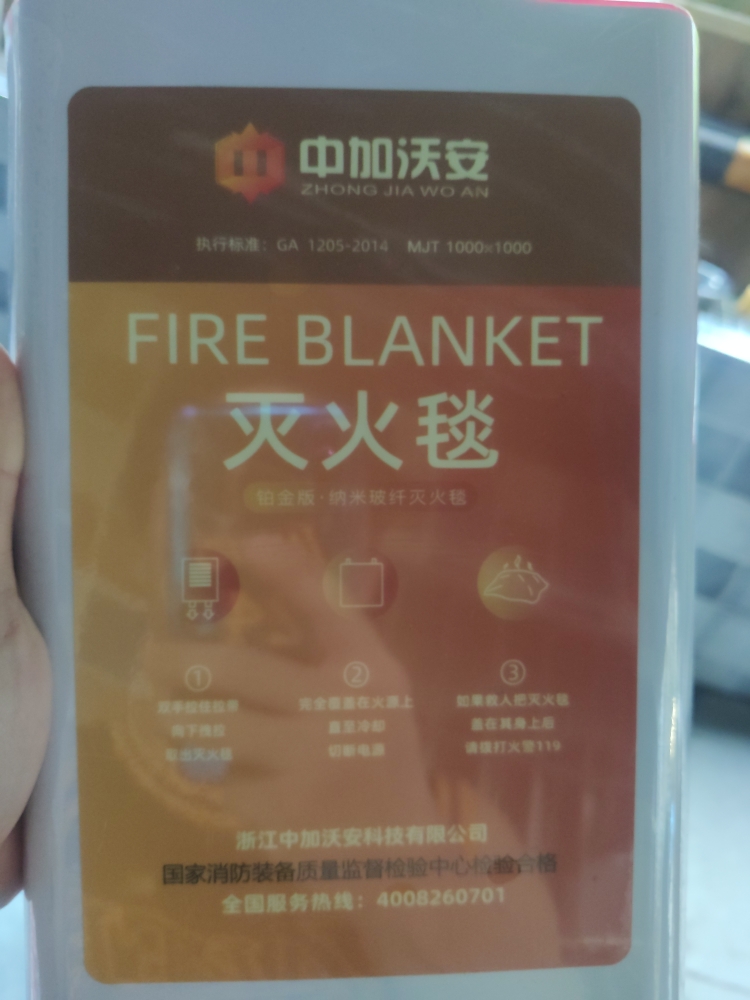 中加沃安
ZHONG JIA WO AN
执行标准：GA 1205-2014 MJT 1000×1000
FIRE BLANKET
灭火毯
铂金版·纳米玻纤灭火毯
① ② ③
双手拉住拉带 完全覆盖在火源上 如果救人把灭火毯
向下拽拉 直至冷却 盖在其身上后
取出灭火毯 切断电源 请拨打火警119
浙江中加沃安科技有限公司
国家消防装备质量监督检验中心检验合格
全国服务热线：4008260701